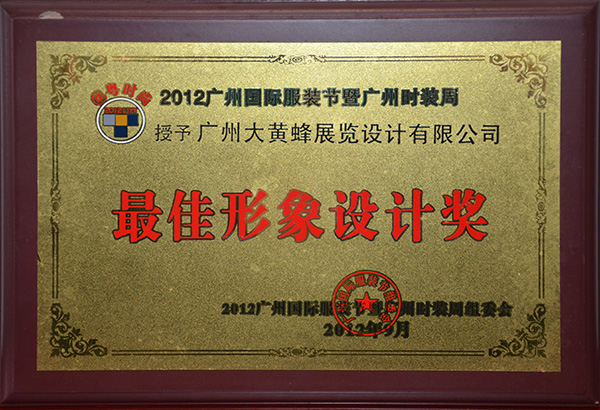 2012广州国际服装节暨广州时装周
授予 广州大黄蜂展览设计有限公司
最佳形象设计奖
2012广州国际服装节暨广州时装周组委会
2012年9月